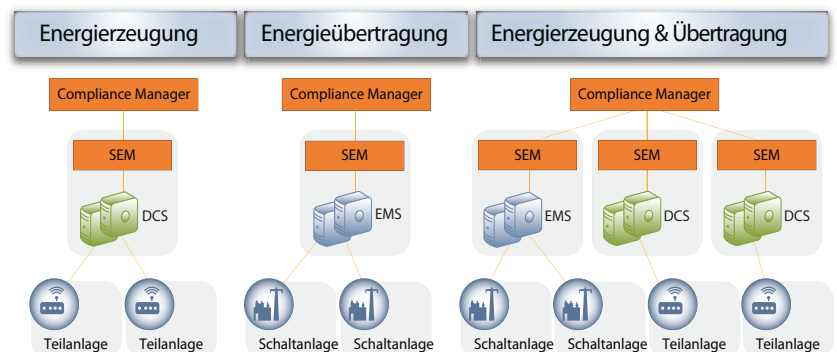 Energierzeugung
Energieübertragung
Energierzeugung & Übertragung
Compliance Manager
Compliance Manager
Compliance Manager
SEM
SEM
SEM
SEM
SEM
DCS
EMS
EMS
DCS
DCS
Teilanlage
Teilanlage
Schaltanlage
Schaltanlage
Schaltanlage
Schaltanlage
Teilanlage
Teilanlage